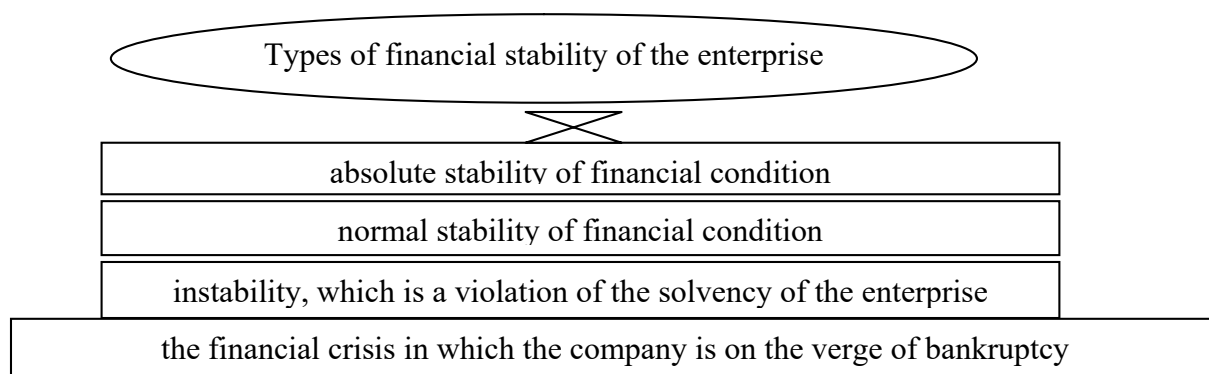 Types of financial stability of the enterprise
absolute stability of financial condition
normal stability of financial condition
instability, which is a violation of the solvency of the enterprise
the financial crisis in which the company is on the verge of bankruptcy